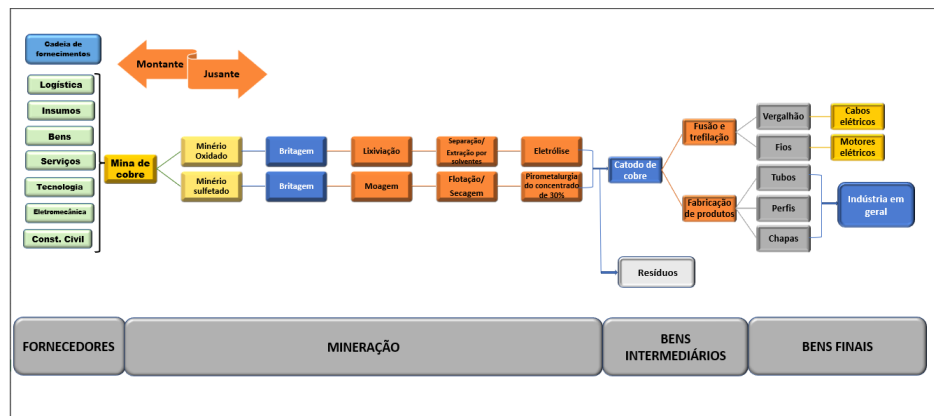 Cadeia de
fornecimentos
Montante
Jusante
Logística
Insumos
Bens
Serviços
Tecnologia
Eletromecânica
Const. Civil
Mina de
cobre
Minério
Oxidado
Britagem
Lixiviação
Separação/
Extração por
solventes
Eletrólise
Minério
sulfetado
Britagem
Moagem
Flotação/
Secagem
Pirometalurgia
do concentrado
de 30%
Catodo de
cobre
Resíduos
Fusão e
trefilação
Vergalhão
Cabos
elétricos
Fios
Motores
elétricos
Fabricação
de produtos
Tubos
Perfis
Chapas
Indústria em
geral
FORNECEDORES
MINERAÇÃO
BENS
INTERMEDIÁRIOS
BENS FINAIS